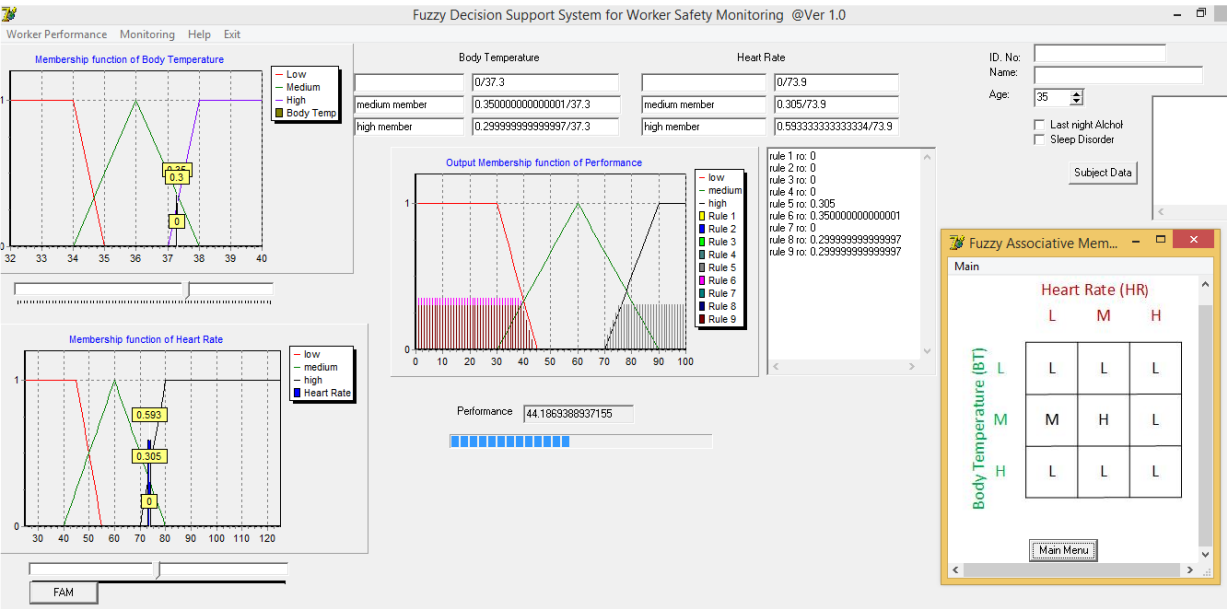 Fuzzy Decision Support System for Worker Safety Monitoring @Ver 1.0
Worker Performance Monitoring Help Exit
Membership function of Body Temperature
1
0
32 33 34 35 36 37 38 39 40
Low
Medium
High
Body Temp
0.35
0.3
0
Body Temperature
0/37.3
medium member
0.350000000000001/37.3
high member
0.299999999999997/37.3
Heart Rate
0/73.9
medium member
0.305/73.9
high member
0.593333333333334/73.9
ID. No:
Name:
Age:
35
Last night Alchol
Sleep Disorder
Subject Data
Output Membership function of Performance
1
0
0 10 20 30 40 50 60 70 80 90 100
low
medium
high
Rule 1
Rule 2
Rule 3
Rule 4
Rule 5
Rule 6
Rule 7
Rule 8
Rule 9
rule 1 ro: 0
rule 2 ro: 0
rule 3 ro: 0
rule 4 ro: 0
rule 5 ro: 0.305
rule 6 ro: 0.350000000000001
rule 7 ro: 0
rule 8 ro: 0.299999999999997
rule 9 ro: 0.299999999999997
Membership function of Heart Rate
1
0
30 40 50 60 70 80 90 100 110 120
low
medium
high
Heart Rate
0.593
0.305
0
FAM
Performance 44.1869388937155
Fuzzy Associative Mem...
Main
Heart Rate (HR)
L M H
Body Temperature (BT)
L L L L
M M H L
H L L L
Main Menu